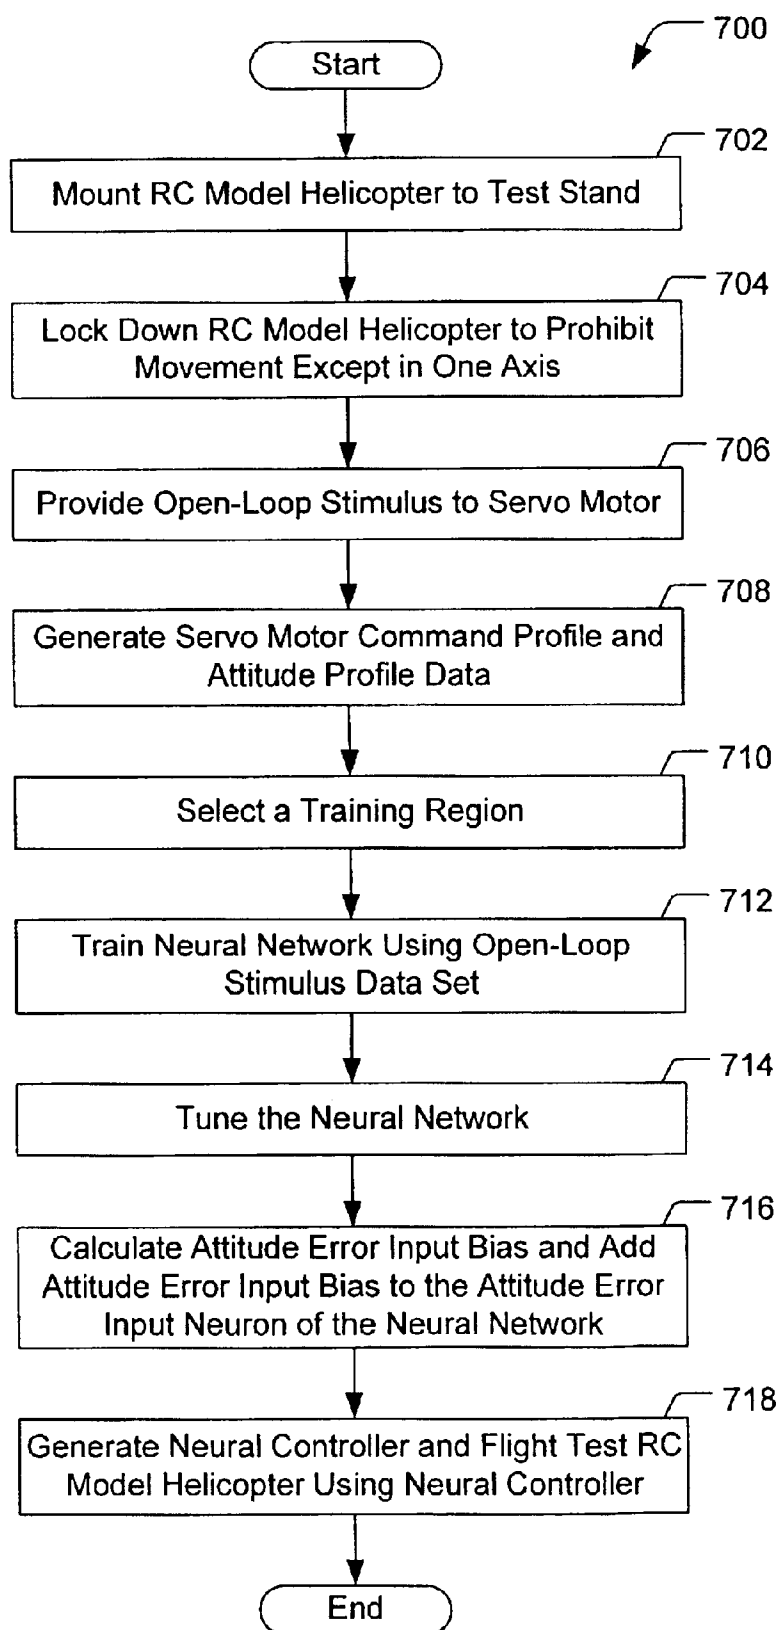 700
Start
702
Mount RC Model Helicopter to Test Stand
704
Lock Down RC Model Helicopter to Prohibit
Movement Except in One Axis
706
Provide Open-Loop Stimulus to Servo Motor
708
Generate Servo Motor Command Profile and
Attitude Profile Data
710
Select a Training Region
712
Train Neural Network Using Open-Loop
Stimulus Data Set
714
Tune the Neural Network
716
Calculate Attitude Error Input Bias and Add
Attitude Error Input Bias to the Attitude Error
Input Neuron of the Neural Network
718
Generate Neural Controller and Flight Test RC
Model Helicopter Using Neural Controller
End